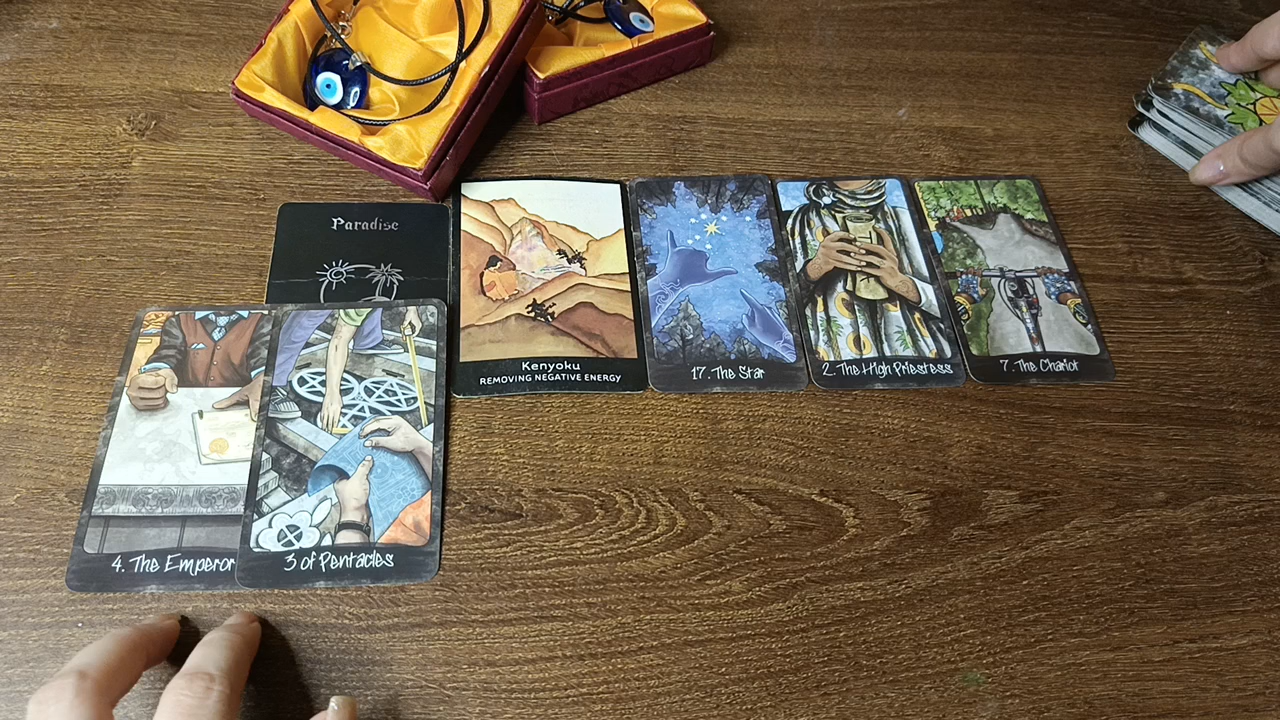 Paradise
Kenyoku
REMOVING NEGATIVE ENERGY
17. The Star
2. The High Priestess
7. The Chariot
4. The Emperor
3 of Pentacles